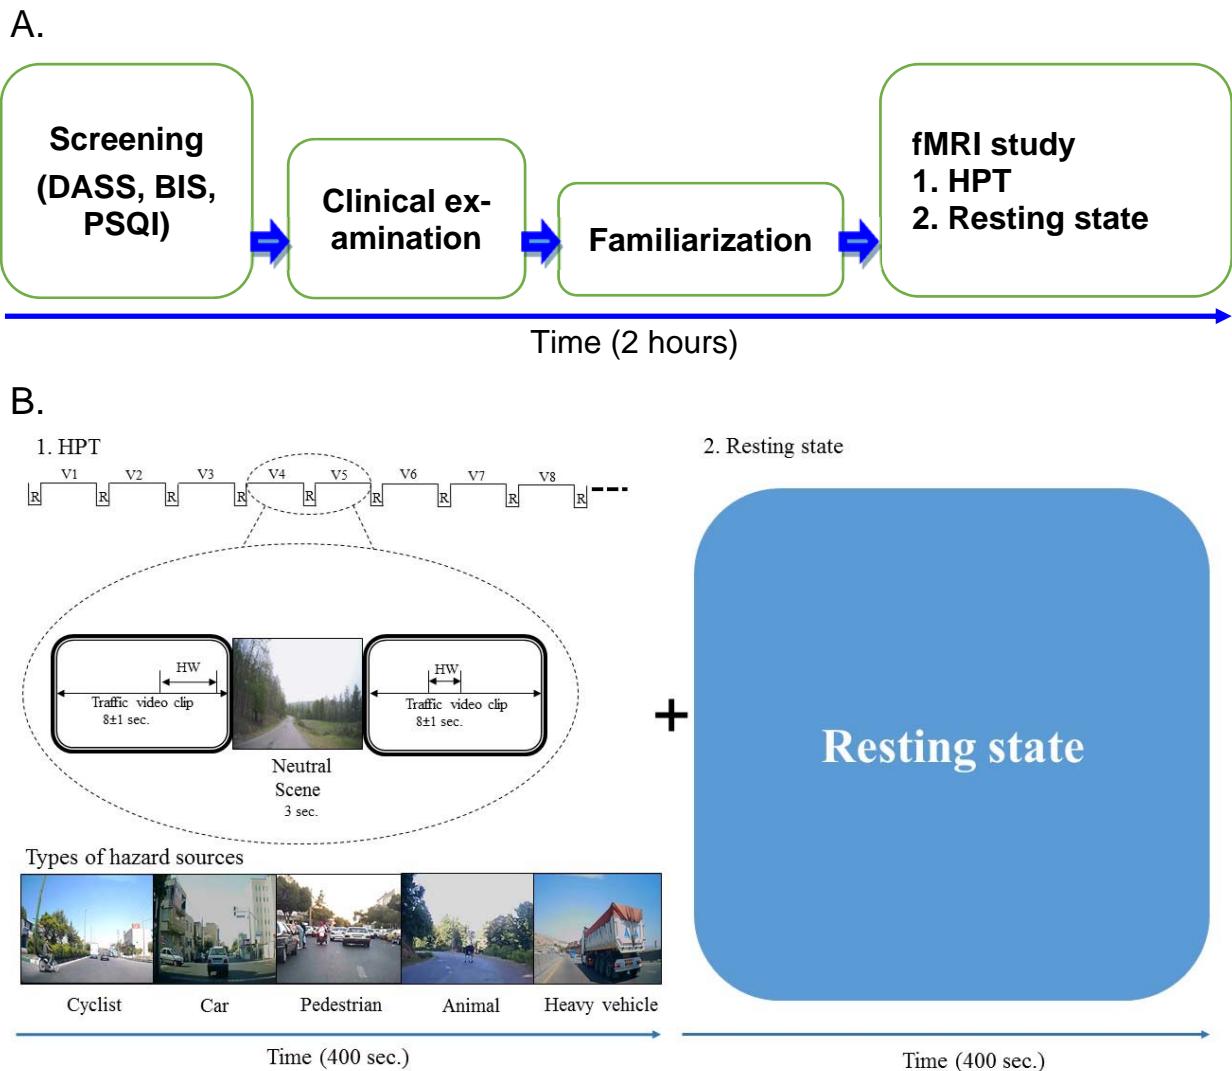 A.
Screening
(DASS, BIS,
PSQI)
Clinical ex-
amination
Familiarization
fMRI study
1. HPT
2. Resting state
Time (2 hours)
B.
1. HPT
V1 V2 V3 V4 V5 V6 V7 V8
R R R R R R R R R
HW
Traffic video clip
8±1 sec.
Neutral
Scene
3 sec.
HW
Traffic video clip
8±1 sec.
Types of hazard sources
Cyclist Car Pedestrian Animal Heavy vehicle
Time (400 sec.)
+
2. Resting state
Resting state
Time (400 sec.)